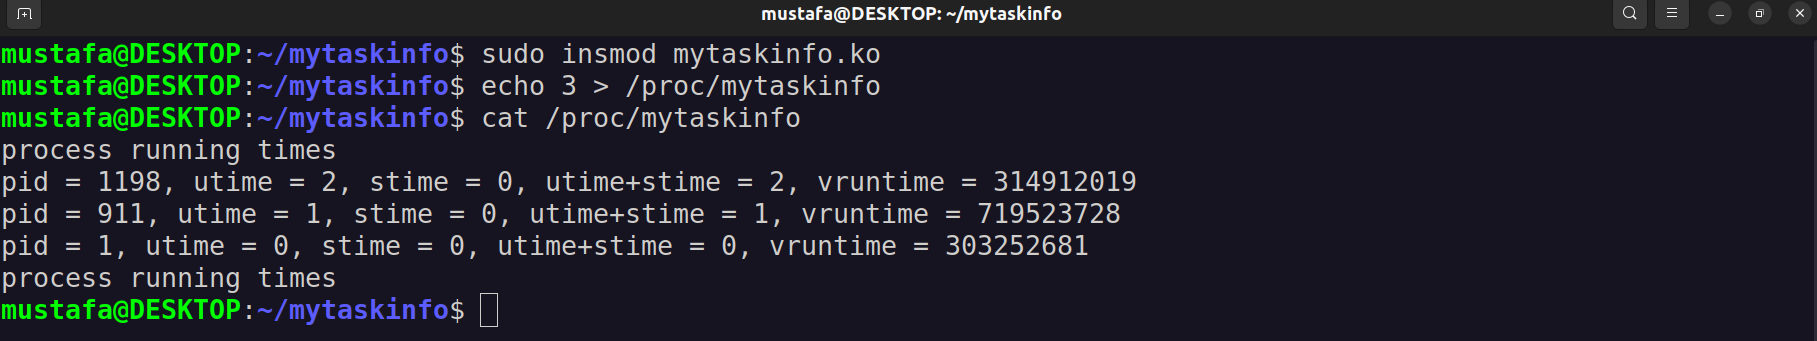 mustafa@DESKTOP: ~/mytaskinfo
mustafa@DESKTOP:~/mytaskinfo$ sudo insmod mytaskinfo.ko
mustafa@DESKTOP:~/mytaskinfo$ echo 3 > /proc/mytaskinfo
mustafa@DESKTOP:~/mytaskinfo$ cat /proc/mytaskinfo
process running times
pid = 1198, utime = 2, stime = 0, utime+stime = 2, vruntime = 314912019
pid = 911, utime = 1, stime = 0, utime+stime = 1, vruntime = 719523728
pid = 1, utime = 0, stime = 0, utime+stime = 0, vruntime = 303252681
process running times
mustafa@DESKTOP:~/mytaskinfo$